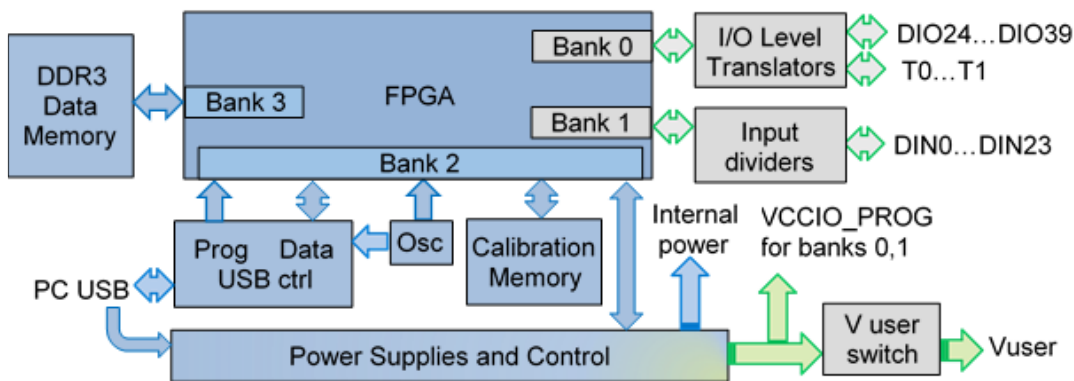 DDR3
Data
Memory
FPGA
Bank 0
Bank 1
Bank 3
Bank 2
I/O Level
Translators
DIO24...DIO39
T0...T1
Input
dividers
DIN0...DIN23
Prog Data
USB ctrl
Osc
Calibration
Memory
Internal
power
VCCIO_PROG
for banks 0,1
PC USB
Power Supplies and Control
V user
switch
Vuser